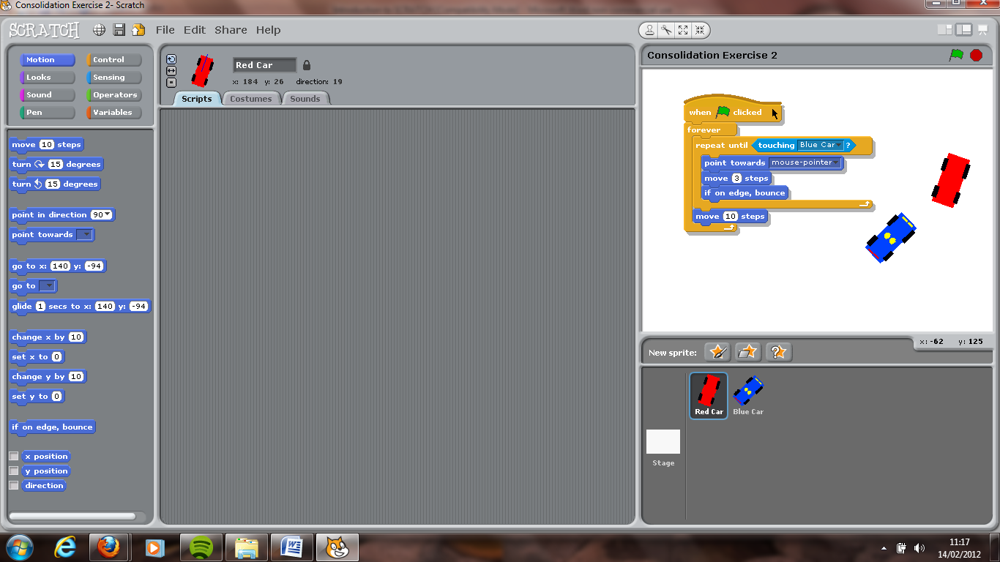 Consolidation Exercise 2- Scratch
SCRATCH
File Edit Share Help
Motion Control
Looks Sensing
Sound Operators
Pen Variables
move 10 steps
turn 15 degrees
turn 15 degrees
point in direction 90
point towards
go to x: 140 y: -94
go to
glide 1 secs to x: 140 y: -94
change x by 10
set x to 0
change y by 10
set y to 0
if on edge, bounce
x position
y position
direction
Red Car
x: 184 y: 26 direction: 19
Scripts Costumes Sounds
Consolidation Exercise 2
when clicked
forever
repeat until touching Blue Car ?
point towards mouse-pointer
move 3 steps
if on edge, bounce
move 10 steps
x: -62 y: 125
New sprite:
Red Car Blue Car
Stage
11:17
14/02/2012